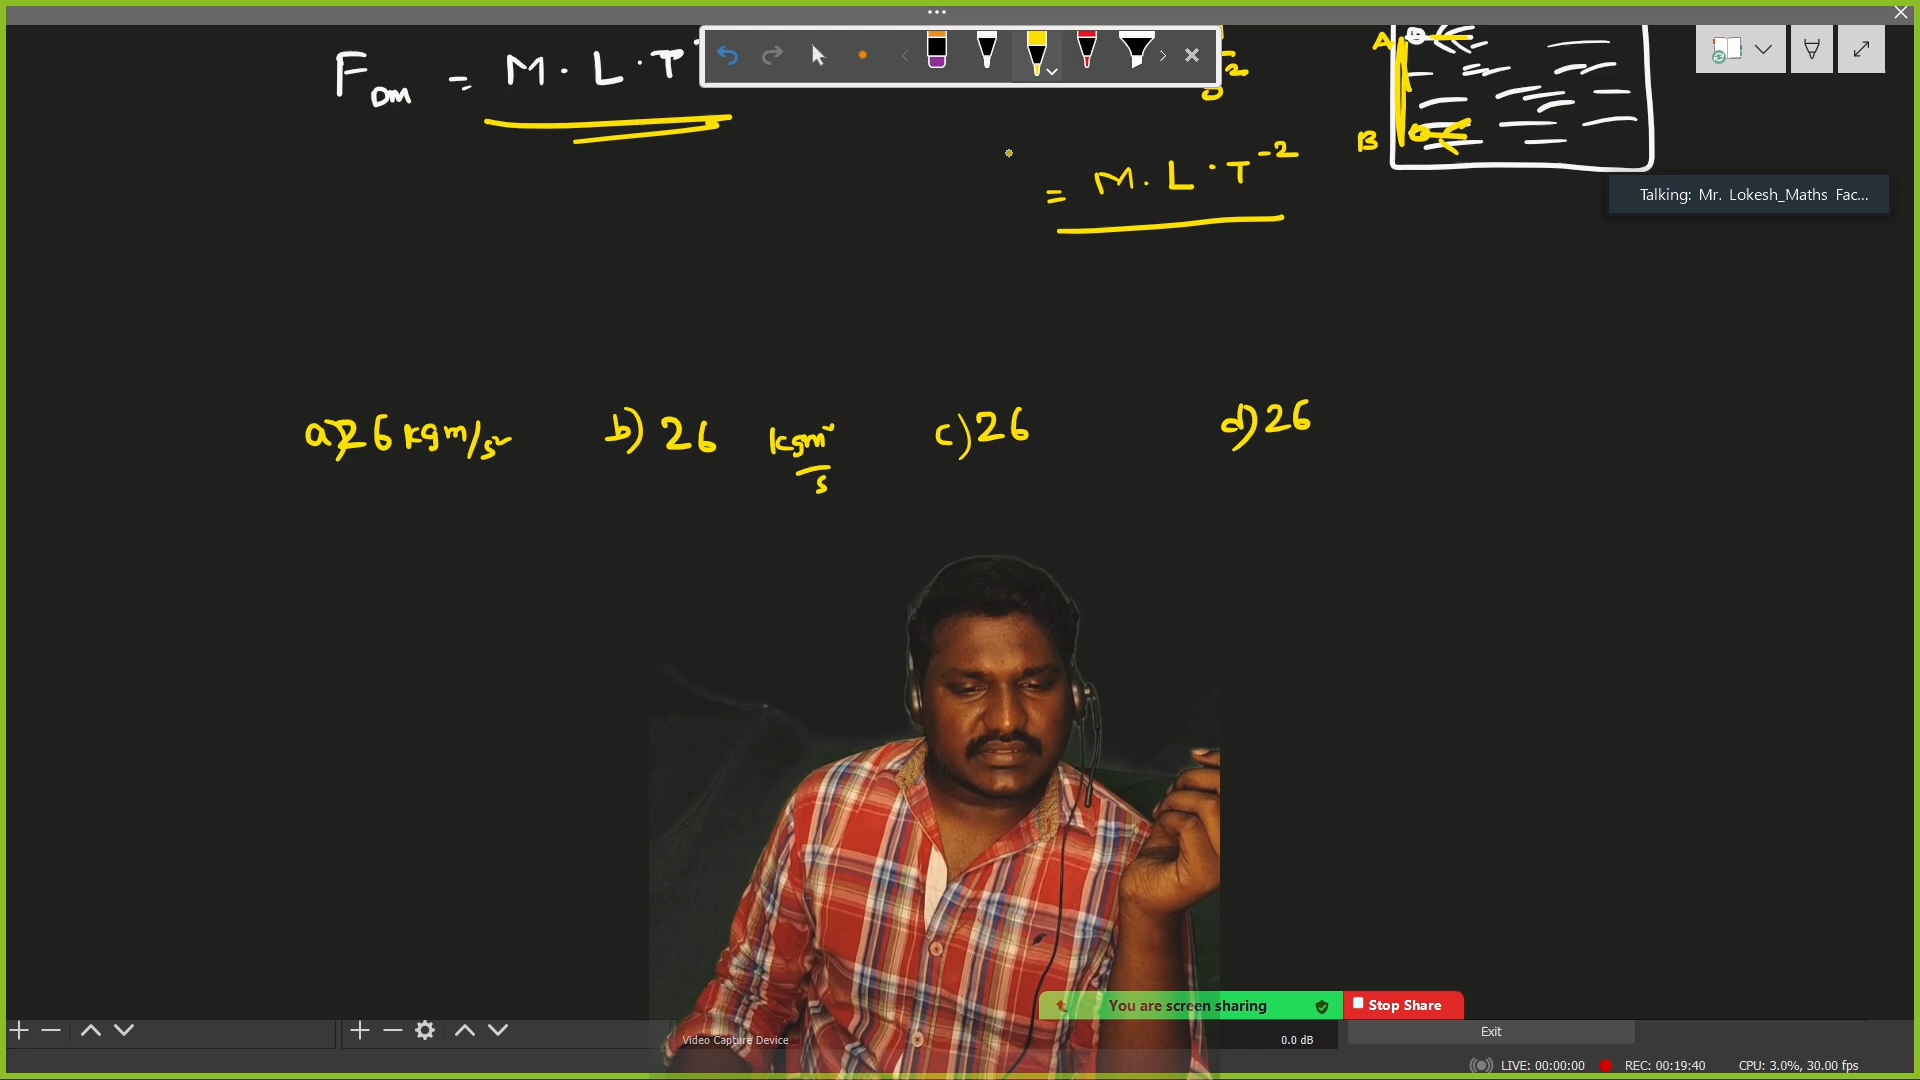 F_DM = M · L · T
A
B
= M · L · T^-2
Talking: Mr. Lokesh_Maths Fac...
a) 26 kgm/s² b) 26 kgm²/s c) 26 d) 26
You are screen sharing
Stop Share
Exit
Video Capture Device 0.0 dB
LIVE: 00:00:00 REC: 00:19:40 CPU: 3.0%, 30.00 fps